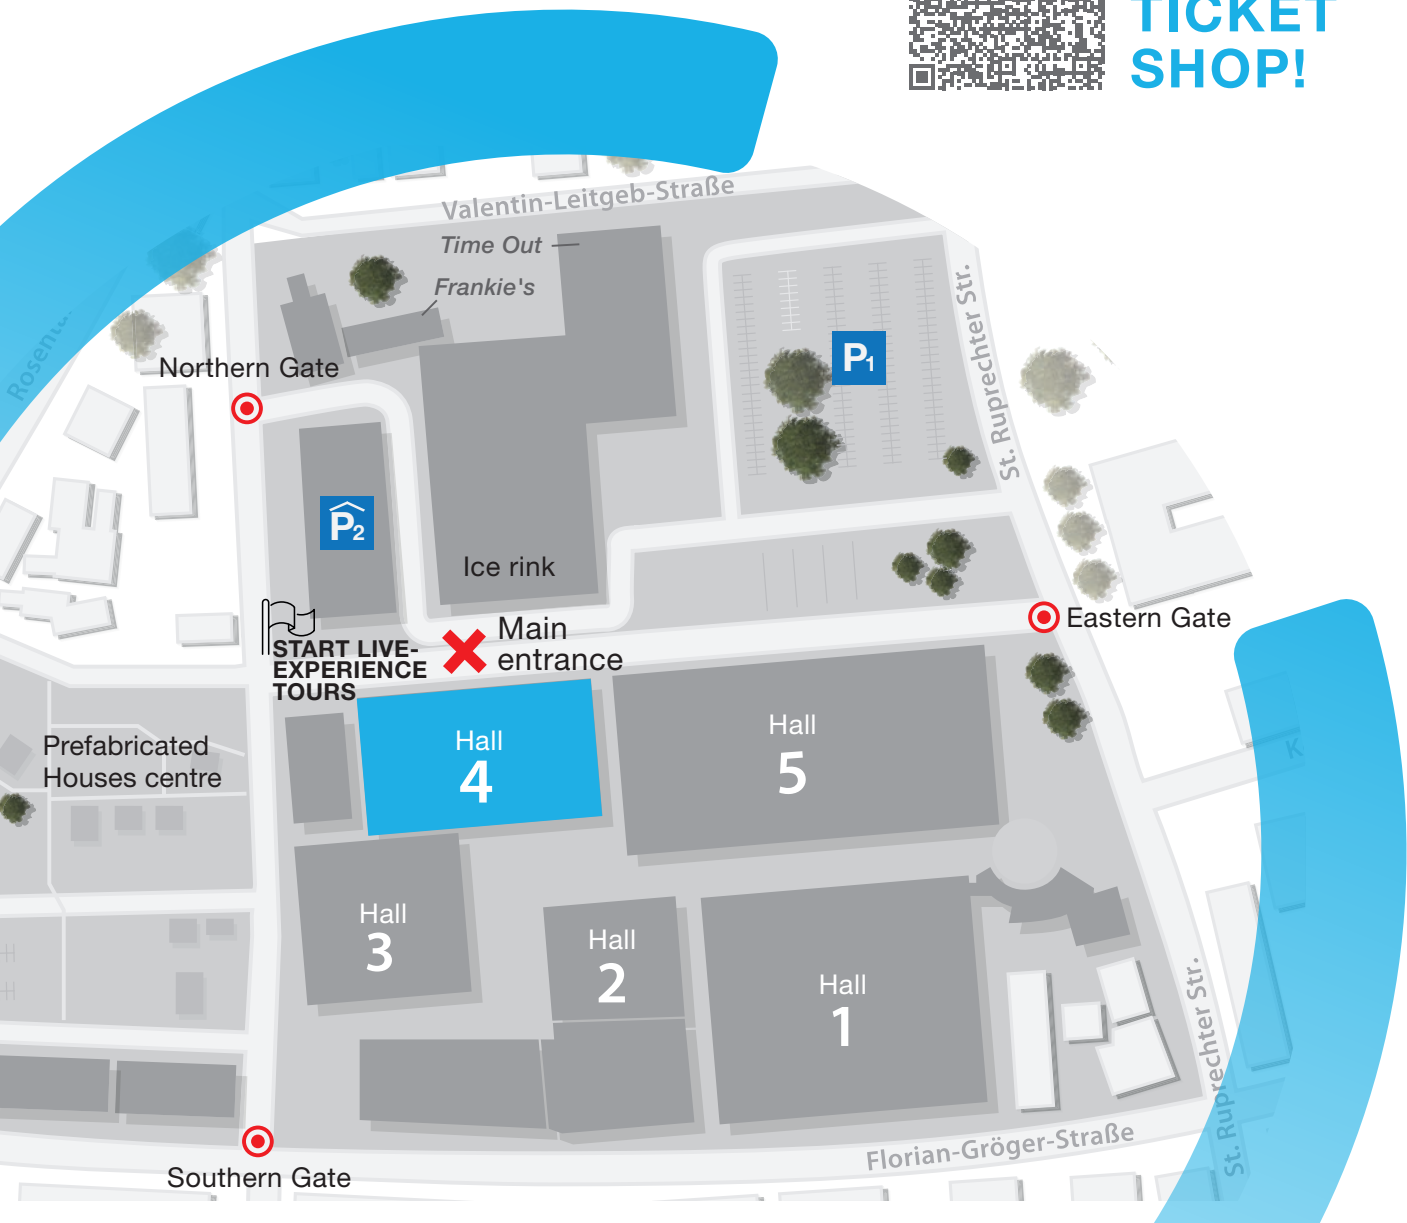 TICKET
SHOP!
Valentin-Leitgeb-Straße
Time Out
Frankie's
St. Ruprechter Str.
P1
Northern Gate
P2
Ice rink
Main
entrance
START LIVE-
EXPERIENCE
TOURS
Eastern Gate
Prefabricated
Houses centre
Hall
4
Hall
5
K
Hall
3
Hall
2
Hall
1
St. Ruprechter Str.
Florian-Gröger-Straße
Southern Gate